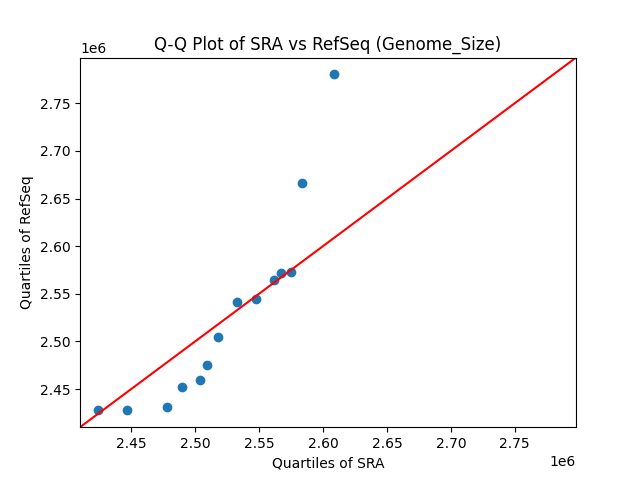 Q-Q Plot of SRA vs RefSeq (Genome_Size)
1e6
2.75
2.70
2.65
2.60
2.55
2.50
2.45
Quartiles of RefSeq
2.45
2.50
2.55
2.60
2.65
2.70
2.75
Quartiles of SRA
1e6